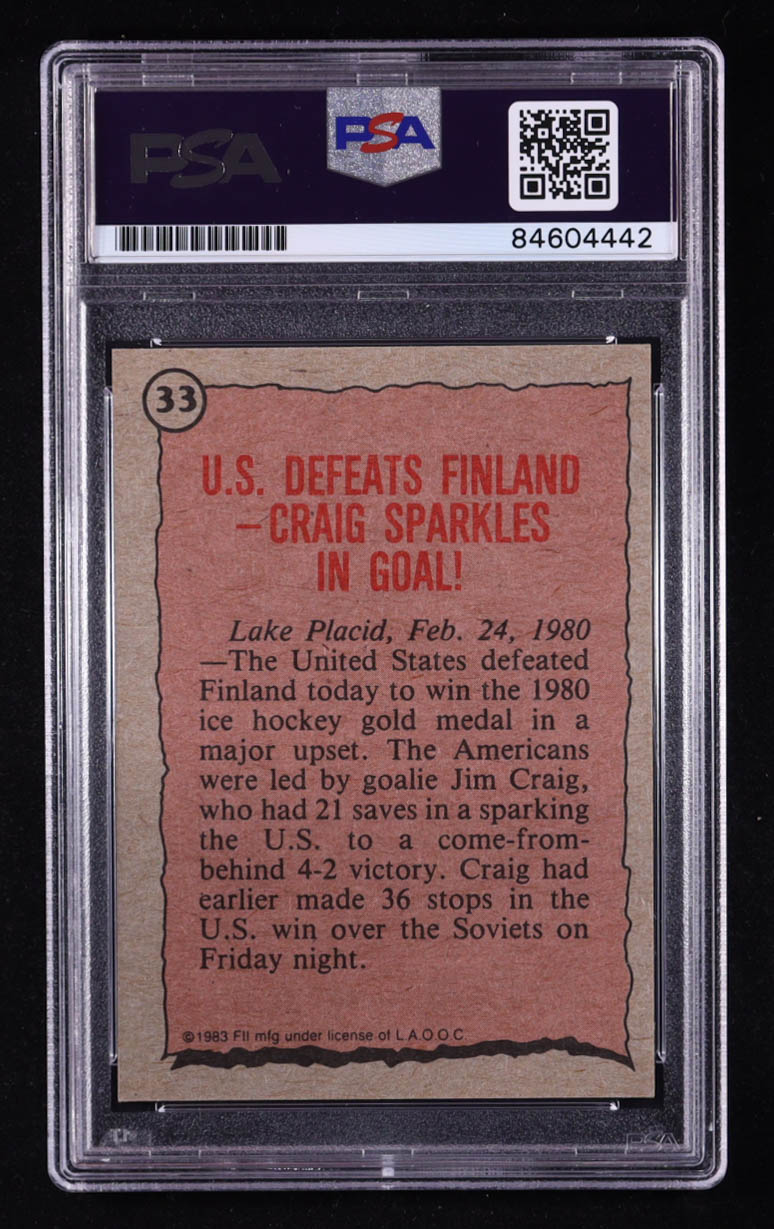 PSA
PSA
84604442
33
U.S. DEFEATS FINLAND
–CRAIG SPARKLES
IN GOAL!
Lake Placid, Feb. 24, 1980
—The United States defeated
Finland today to win the 1980
ice hockey gold medal in a
major upset. The Americans
were led by goalie Jim Craig,
who had 21 saves in a sparking
the U.S. to a come-from-
behind 4-2 victory. Craig had
earlier made 36 stops in the
U.S. win over the Soviets on
Friday night.
©1983 FII mfg under license of L.A.O.O.C.
PSA